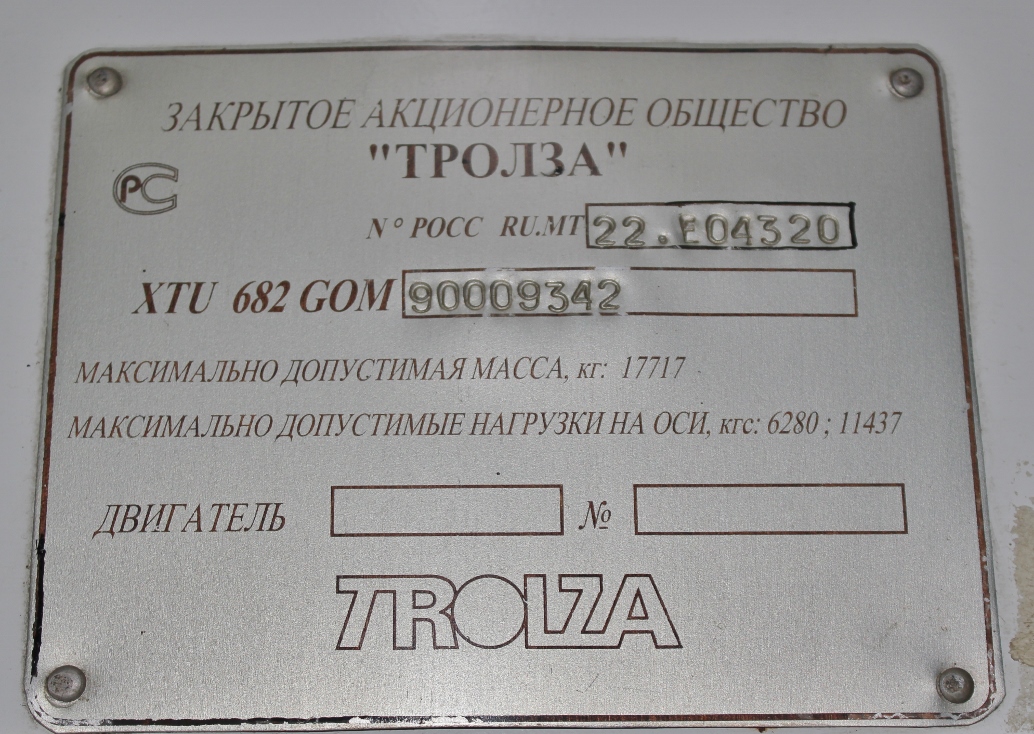 ЗАКРЫТОЕ АКЦИОНЕРНОЕ ОБЩЕСТВО
"ТРОЛЗА"
РС
N° РОСС RU.МТ 22.E04320
XTU 682 GOM 90009342
МАКСИМАЛЬНО ДОПУСТИМАЯ МАССА, кг: 17717
МАКСИМАЛЬНО ДОПУСТИМЫЕ НАГРУЗКИ НА ОСИ, кгс: 6280 ; 11437
ДВИГАТЕЛЬ №
TROLZA